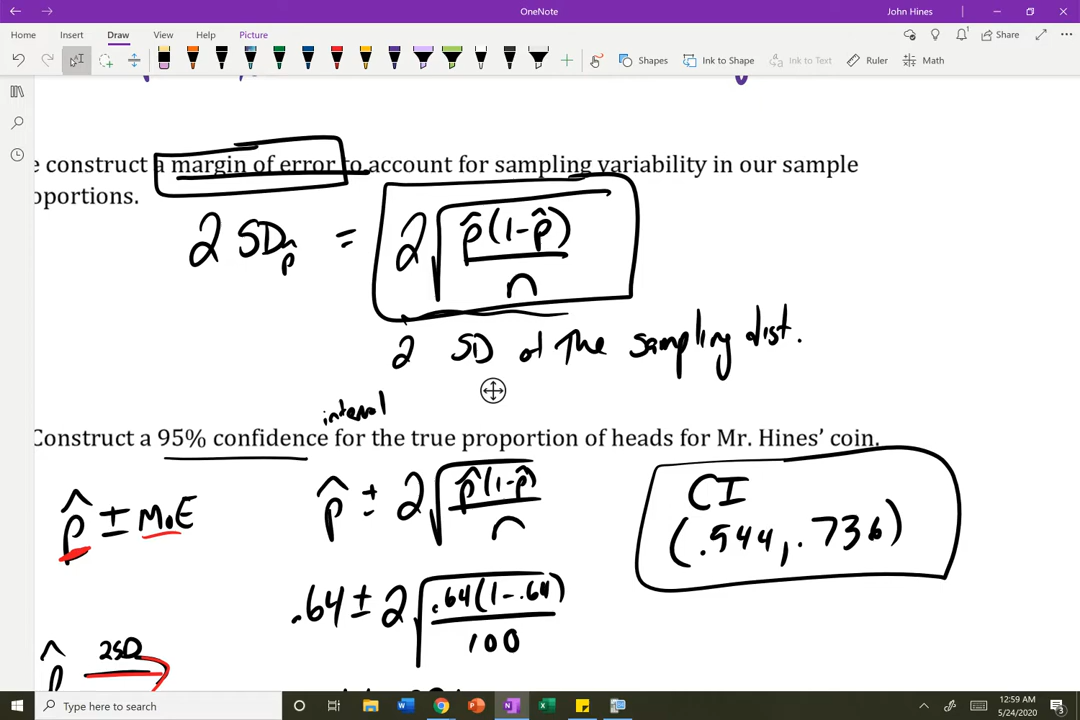 OneNote
John Hines
Home Insert Draw View Help Picture
Share
Shapes Ink to Shape Ink to Text Ruler Math
e construct a margin of error to account for sampling variability in our sample
oportions.
2 SDp̂ = 2√(p̂(1-p̂)/n)
2 SD of The sampling dist.
interval
Construct a 95% confidence for the true proportion of heads for Mr. Hines' coin.
p̂ ± MoE
p̂ ± 2√(p̂(1-p̂)/n)
CI
(.544, .736)
.64 ± 2√(.64(1-.64)/100)
p̂ 2SD
Type here to search
12:59 AM
5/24/2020
3